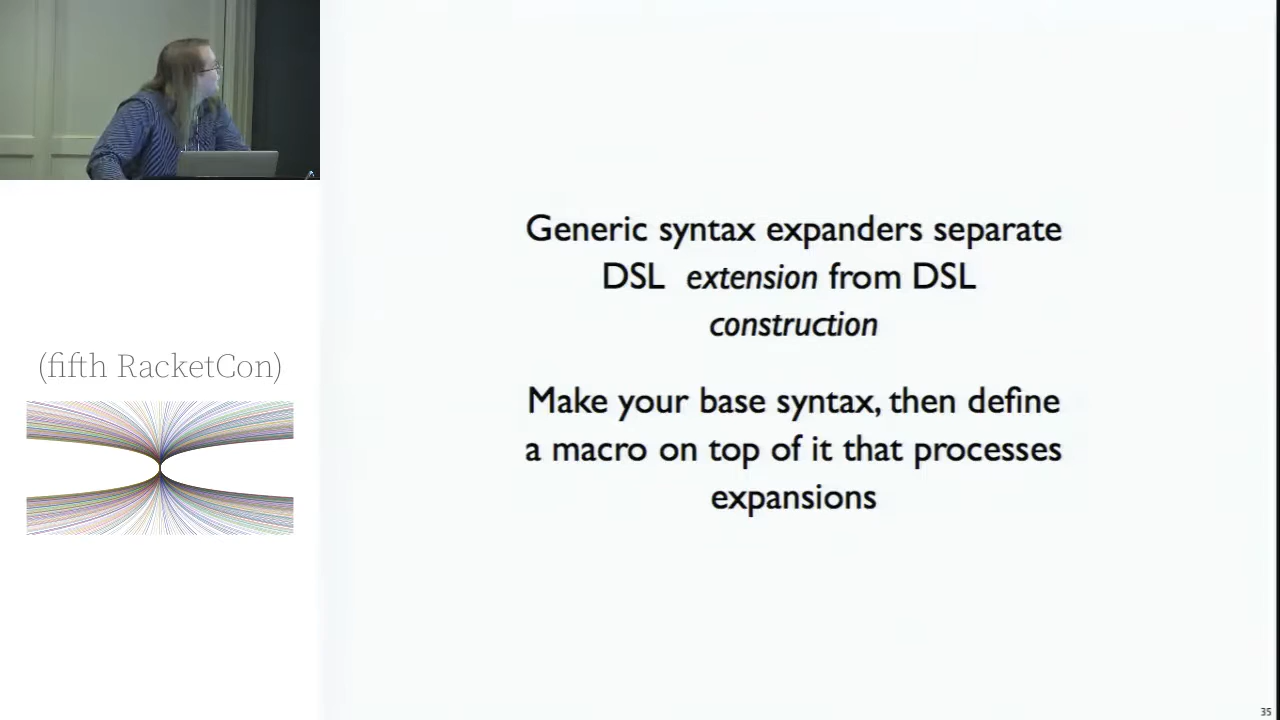 (fifth RacketCon)
Generic syntax expanders separate
DSL extension from DSL
construction
Make your base syntax, then define
a macro on top of it that processes
expansions
35